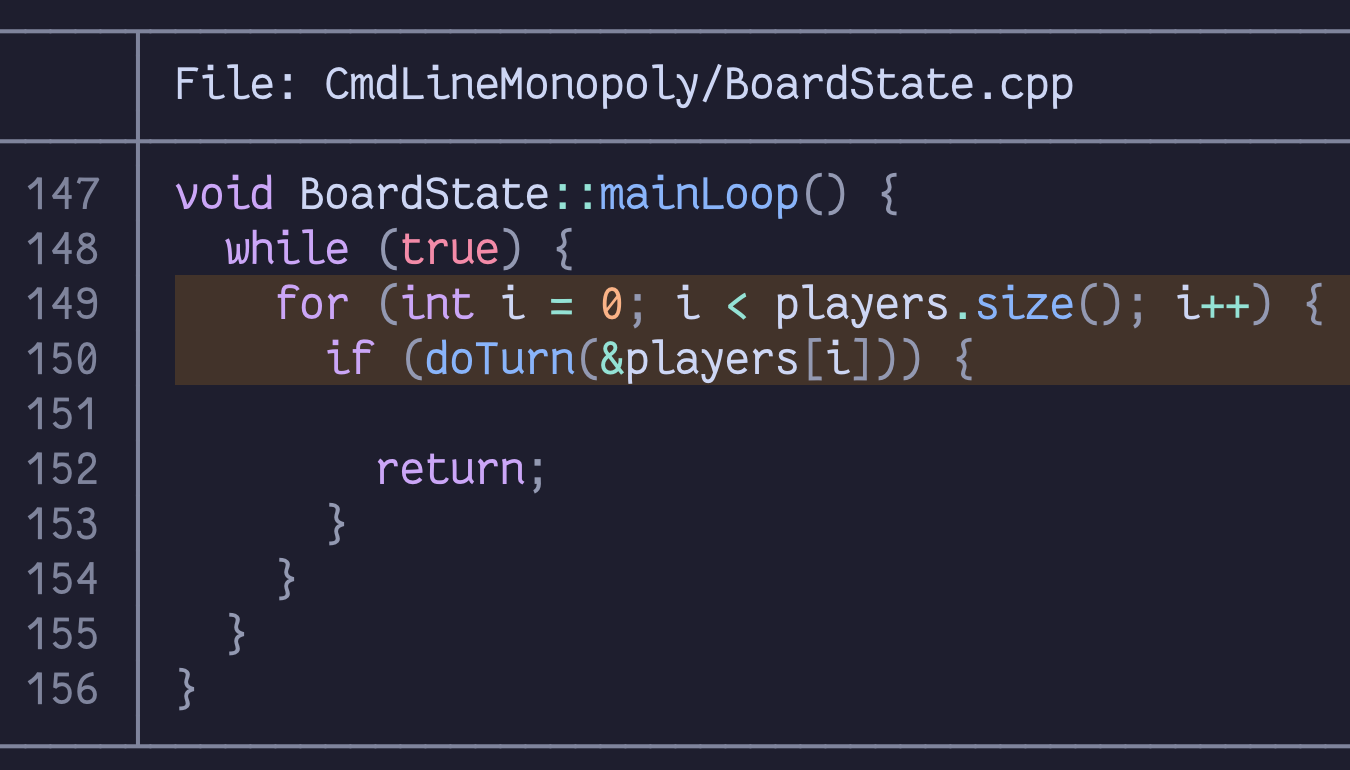 File: CmdLineMonopoly/BoardState.cpp
147 void BoardState::mainLoop() {
148   while (true) {
149     for (int i = 0; i < players.size(); i++) {
150       if (doTurn(&players[i])) {
151
152         return;
153       }
154     }
155   }
156 }